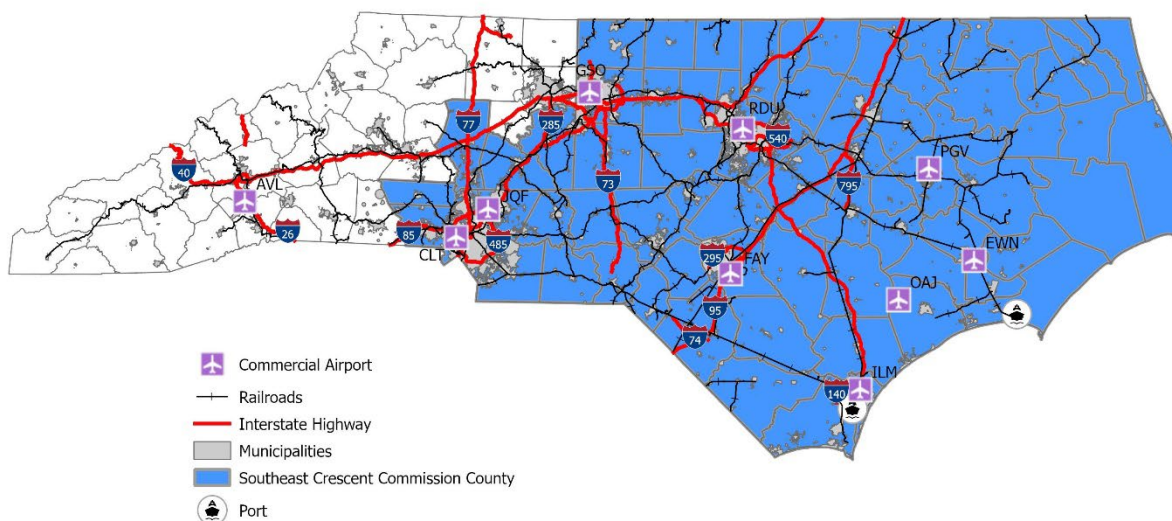 GSO
RDU
77
285
540
40
AVL
PGV
795
73
JQF
26
85
485
CLT
EWN
295
FAY
OAJ
95
74
ILM
140
Commercial Airport
Railroads
Interstate Highway
Municipalities
Southeast Crescent Commission County
Port